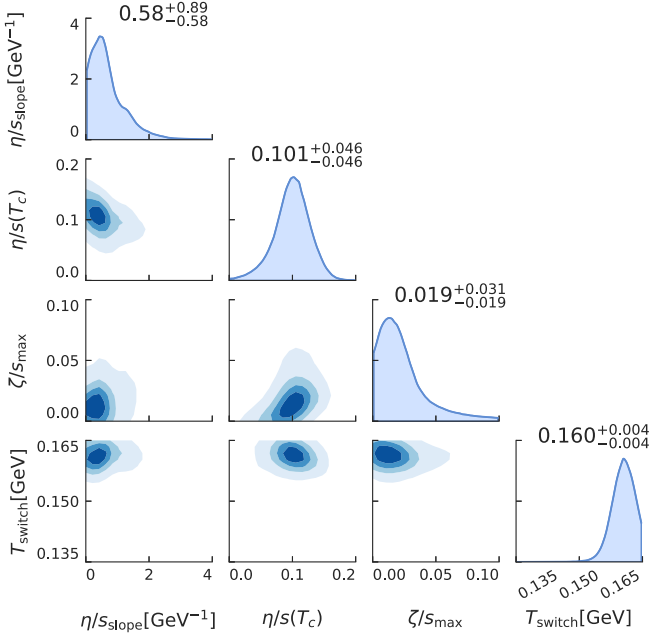 0.58+0.89−0.58
η/s_slope[GeV⁻¹]
4
2
0
0.101+0.046−0.046
η/s(T_c)
0.2
0.1
0.0
0.019+0.031−0.019
ζ/s_max
0.10
0.05
0.00
0.160+0.004−0.004
T_switch[GeV]
0.165
0.150
0.135
0 2 4 0.0 0.1 0.2 0.00 0.05 0.10 0.135 0.150 0.165
η/s_slope[GeV⁻¹] η/s(T_c) ζ/s_max T_switch[GeV]